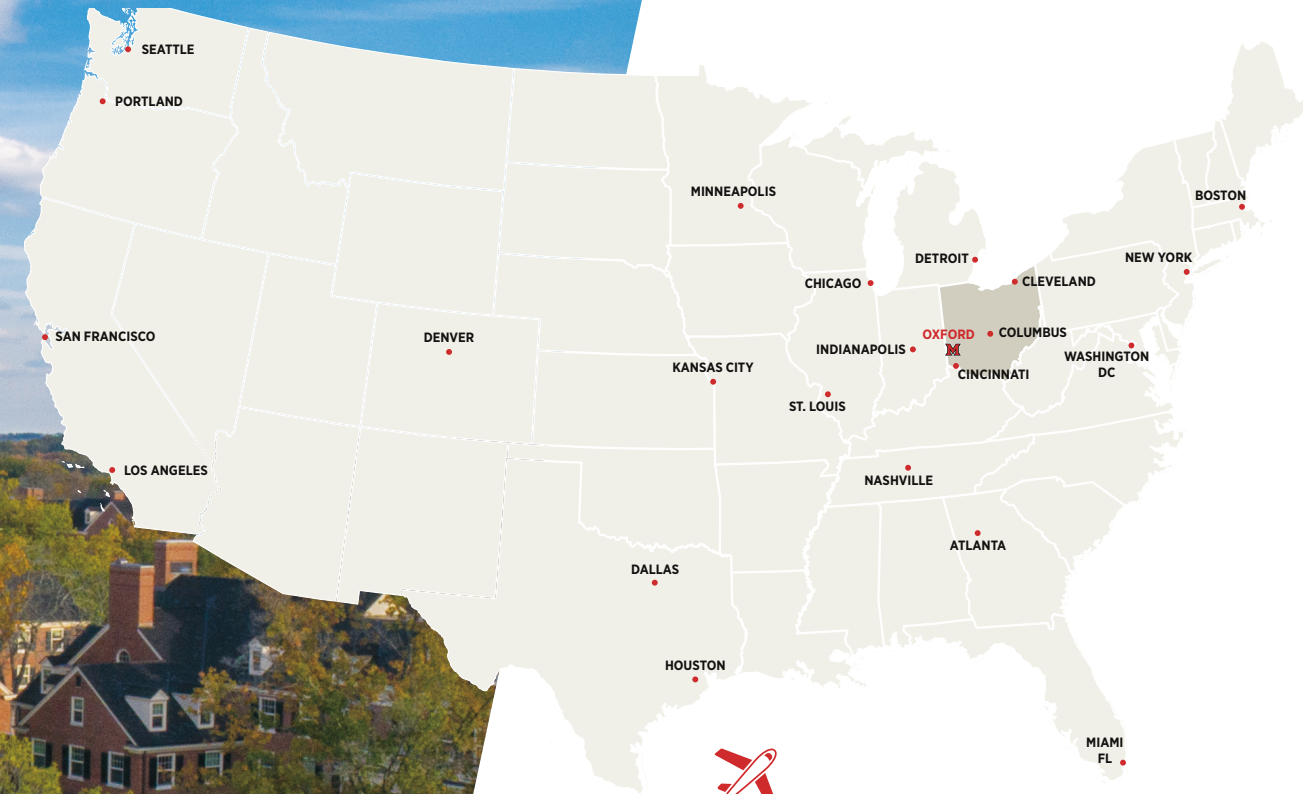 SEATTLE
PORTLAND
MINNEAPOLIS
BOSTON
DETROIT
NEW YORK
CHICAGO
CLEVELAND
SAN FRANCISCO
DENVER
OXFORD
M
COLUMBUS
INDIANAPOLIS
WASHINGTON
DC
KANSAS CITY
CINCINNATI
ST. LOUIS
LOS ANGELES
NASHVILLE
ATLANTA
DALLAS
HOUSTON
MIAMI
FL